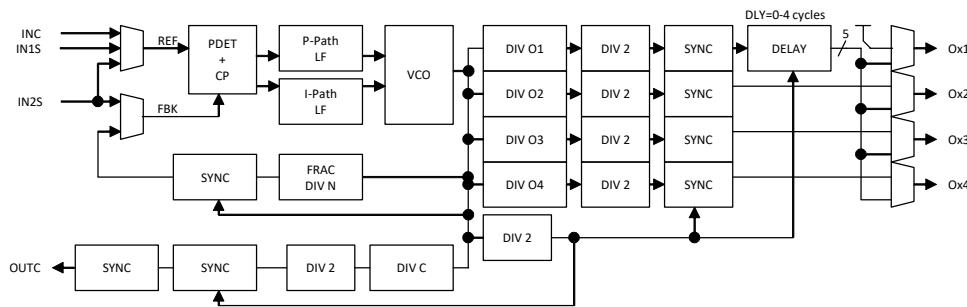 DLY=0-4 cycles
INC
IN1S
REF
PDET
+
CP
P-Path
LF
I-Path
LF
VCO
DIV O1
DIV 2
SYNC
DELAY
5
Ox1
IN2S
FBK
DIV O2
DIV 2
SYNC
Ox2
DIV O3
DIV 2
SYNC
Ox3
SYNC
FRAC
DIV N
DIV O4
DIV 2
SYNC
Ox4
DIV 2
OUTC
SYNC
SYNC
DIV 2
DIV C